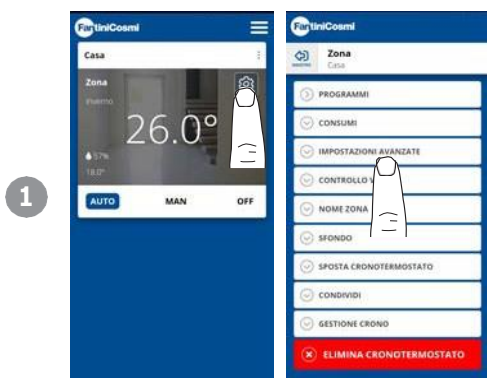 1
FantiniCosmi
Casa
Zona
Inverno
26.0°
57%
18.0°
AUTO MAN OFF
FantiniCosmi
INDIETRO
Zona
Casa
PROGRAMMI
CONSUMI
IMPOSTAZIONI AVANZATE
CONTROLLO
NOME ZONA
SFONDO
SPOSTA CRONOTERMOSTATO
CONDIVIDI
GESTIONE CRONO
ELIMINA CRONOTERMOSTATO